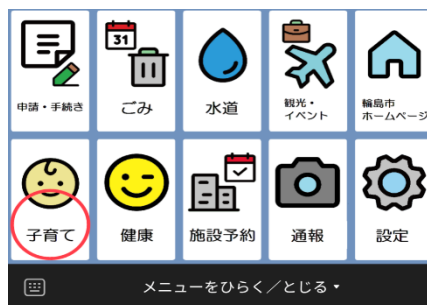 31
申請・手続き
ごみ
水道
観光・
イベント
輪島市
ホームページ
子育て
健康
施設予約
通報
設定
メニューをひらく／とじる▼